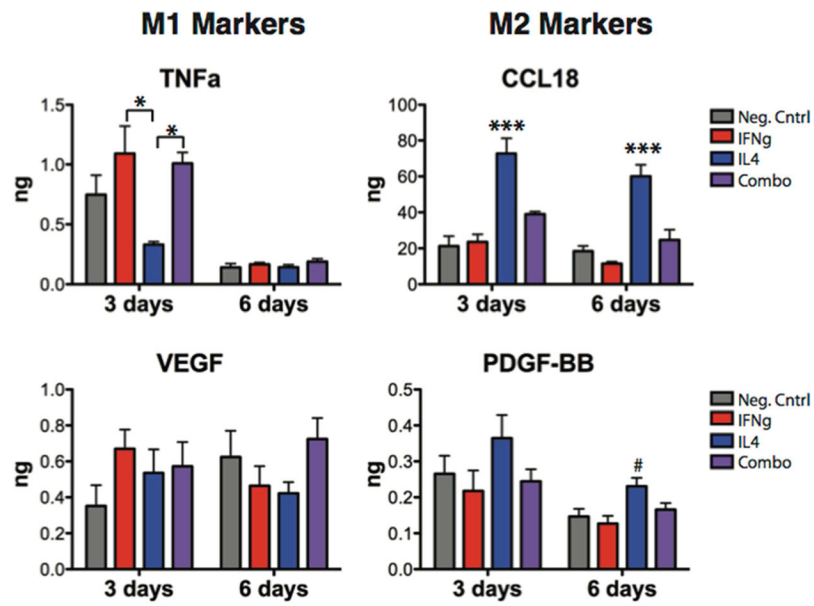 M1 Markers
M2 Markers
TNFa
1.5
1.0
0.5
0.0
ng
*
*
3 days
6 days
CCL18
100
80
60
40
20
0
ng
***
***
3 days
6 days
Neg. Cntrl
IFNg
IL4
Combo
VEGF
1.0
0.8
0.6
0.4
0.2
0.0
ng
3 days
6 days
PDGF-BB
0.5
0.4
0.3
0.2
0.1
0.0
ng
#
3 days
6 days
Neg. Cntrl
IFNg
IL4
Combo